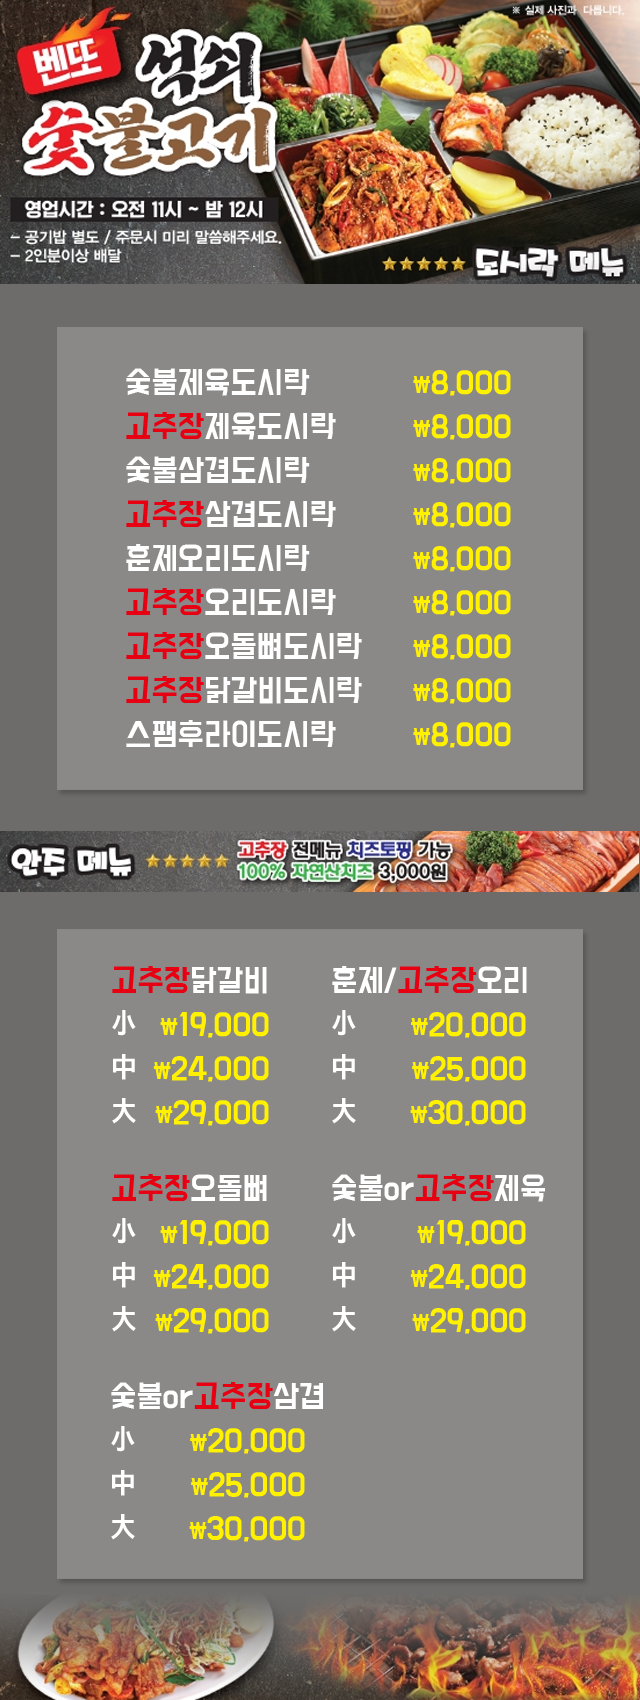 ※ 실제 사진과 다릅니다.
벤또 석쇠
숯불고기
영업시간 : 오전 11시 ~ 밤 12시
- 공기밥 별도 / 주문시 미리 말씀해주세요.
- 2인분이상 배달
도시락 메뉴
숯불제육도시락 ₩8,000
고추장제육도시락 ₩8,000
숯불삼겹도시락 ₩8,000
고추장삼겹도시락 ₩8,000
훈제오리도시락 ₩8,000
고추장오리도시락 ₩8,000
고추장오돌뼈도시락 ₩8,000
고추장닭갈비도시락 ₩8,000
스팸후라이도시락 ₩8,000
안주 메뉴
고추장 전메뉴 치즈토핑 가능
100% 자연산치즈 3,000원
고추장닭갈비
小 ₩19,000
中 ₩24,000
大 ₩29,000
훈제/고추장오리
小 ₩20,000
中 ₩25,000
大 ₩30,000
고추장오돌뼈
小 ₩19,000
中 ₩24,000
大 ₩29,000
숯불or고추장제육
小 ₩19,000
中 ₩24,000
大 ₩29,000
숯불or고추장삼겹
小 ₩20,000
中 ₩25,000
大 ₩30,000